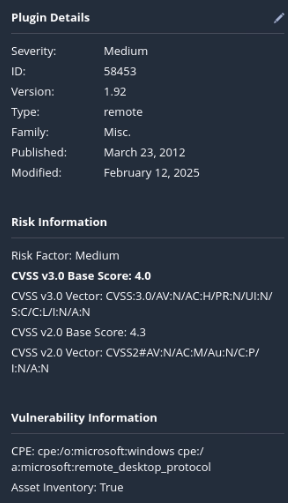 Plugin Details
Severity: Medium
ID: 58453
Version: 1.92
Type: remote
Family: Misc.
Published: March 23, 2012
Modified: February 12, 2025
Risk Information
Risk Factor: Medium
CVSS v3.0 Base Score: 4.0
CVSS v3.0 Vector: CVSS:3.0/AV:N/AC:H/PR:N/UI:N/
S:C/C:L/I:N/A:N
CVSS v2.0 Base Score: 4.3
CVSS v2.0 Vector: CVSS2#AV:N/AC:M/Au:N/C:P/
I:N/A:N
Vulnerability Information
CPE: cpe:/o:microsoft:windows cpe:/
a:microsoft:remote_desktop_protocol
Asset Inventory: True